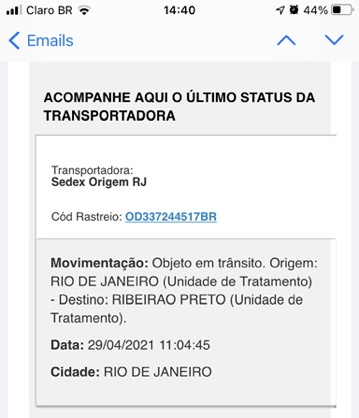 Claro BR 14:40 44%
Emails
ACOMPANHE AQUI O ÚLTIMO STATUS DA
TRANSPORTADORA
Transportadora:
Sedex Origem RJ
Cód Rastreio: OD337244517BR
Movimentação: Objeto em trânsito. Origem:
RIO DE JANEIRO (Unidade de Tratamento)
- Destino: RIBEIRAO PRETO (Unidade de
Tratamento).
Data: 29/04/2021 11:04:45
Cidade: RIO DE JANEIRO